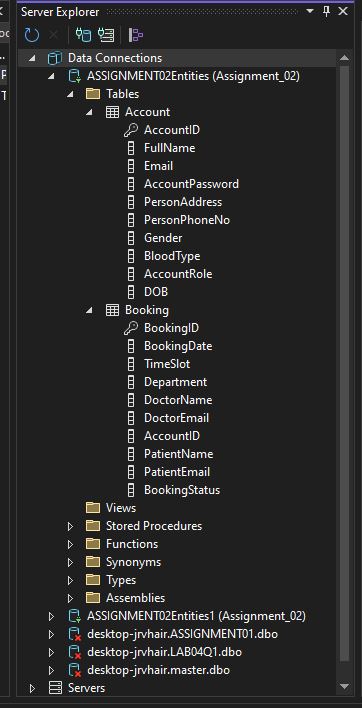 Server Explorer
Data Connections
ASSIGNMENT02Entities (Assignment_02)
Tables
Account
AccountID
FullName
Email
AccountPassword
PersonAddress
PersonPhoneNo
Gender
BloodType
AccountRole
DOB
Booking
BookingID
BookingDate
TimeSlot
Department
DoctorName
DoctorEmail
AccountID
PatientName
PatientEmail
BookingStatus
Views
Stored Procedures
Functions
Synonyms
Types
Assemblies
ASSIGNMENT02Entities1 (Assignment_02)
desktop-jrvhair.ASSIGNMENT01.dbo
desktop-jrvhair.LAB04Q1.dbo
desktop-jrvhair.master.dbo
Servers